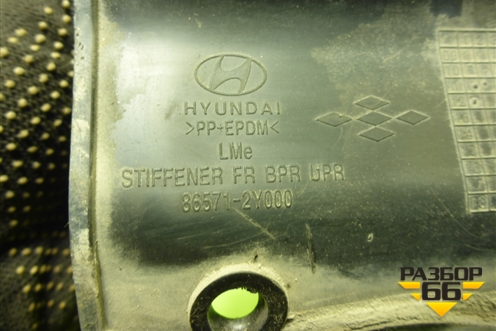 HYUNDAI
>PP+EPDM<
LMe
STIFFENER FR BPR UPR
86571-2Y000
РАЗБОР
66